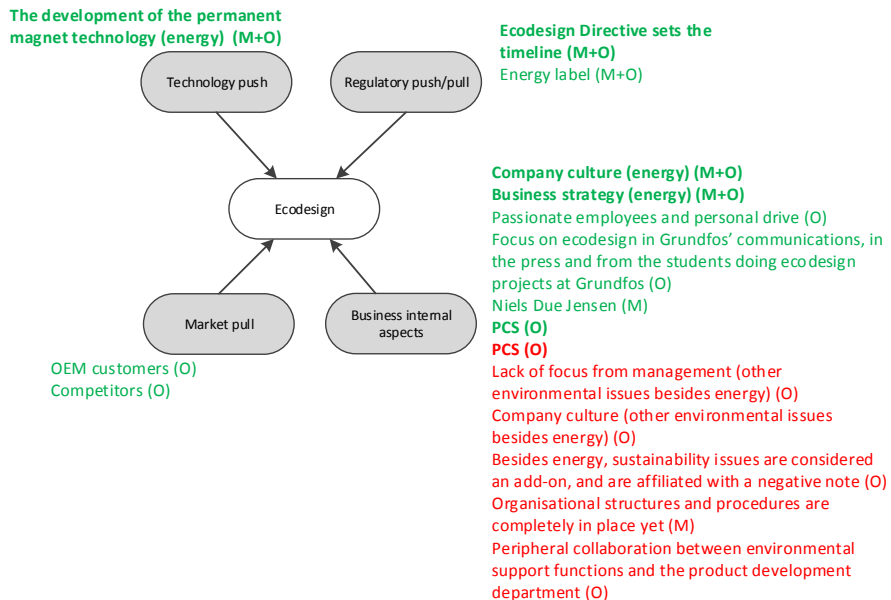 The development of the permanent
magnet technology (energy)  (M+O)
Ecodesign Directive sets the
timeline (M+O)
Energy label (M+O)
Technology push
Regulatory push/pull
Ecodesign
Market pull
Business internal
aspects
OEM customers (O)
Competitors (O)
Company culture (energy) (M+O)
Business strategy (energy) (M+O)
Passionate employees and personal drive (O)
Focus on ecodesign in Grundfos’ communications, in
the press and from the students doing ecodesign
projects at Grundfos (O)
Niels Due Jensen (M)
PCS (O)
PCS (O)
Lack of focus from management (other
environmental issues besides energy) (O)
Company culture (other environmental issues
besides energy) (O)
Besides energy, sustainability issues are considered
an add-on, and are affiliated with a negative note (O)
Organisational structures and procedures are
completely in place yet (M)
Peripheral collaboration between environmental
support functions and the product development
department (O)